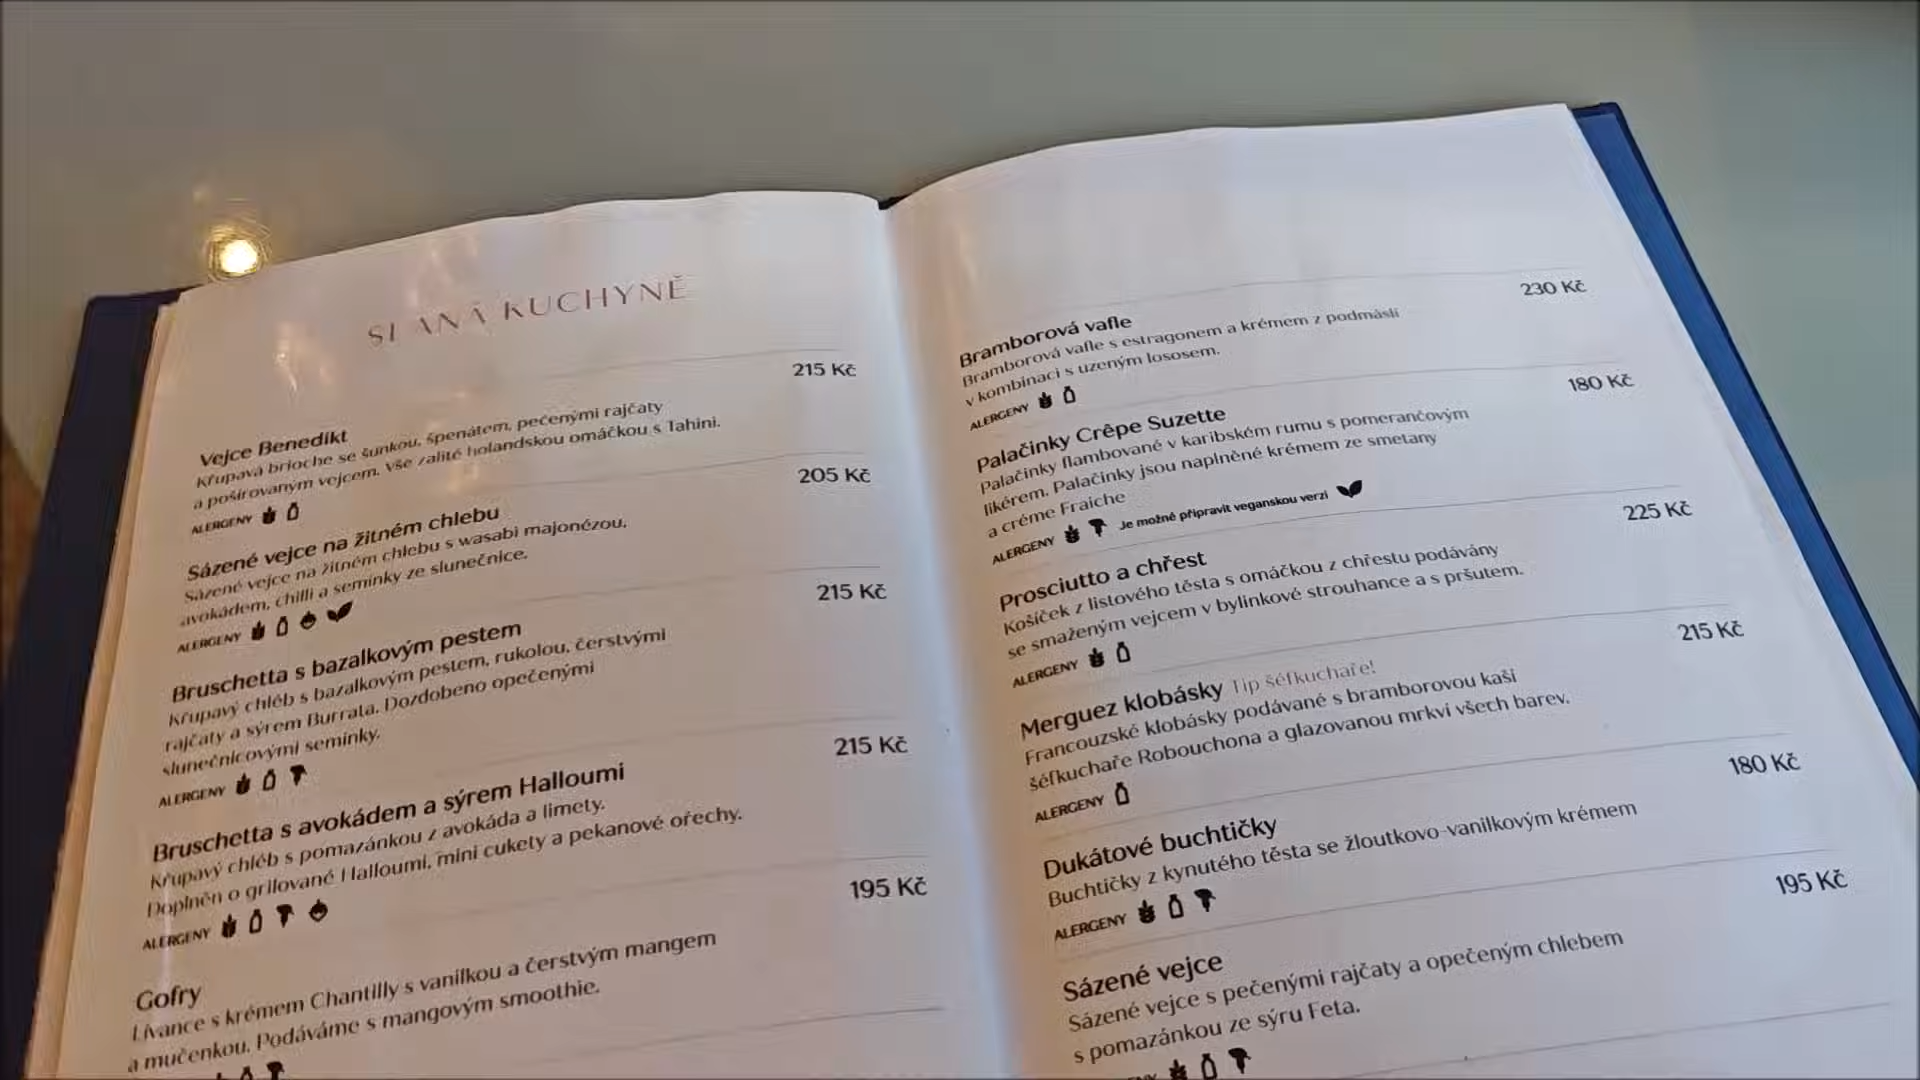 SLANÁ KUCHYNĚ
215 Kč
Vejce Benedikt
Křupavá brioche se šunkou, špenátem, pečenými rajčaty
a pošírovaným vejcem. Vše zalité holandskou omáčkou s Tahini.
ALERGENY
205 Kč
Sázené vejce na žitném chlebu
Sázené vejce na žitném chlebu s wasabi majonézou,
avokádem, chilli a semínky ze slunečnice.
ALERGENY
215 Kč
Bruschetta s bazalkovým pestem
Křupavý chléb s bazalkovým pestem, rukolou, čerstvými
rajčaty a sýrem Burrata. Dozdobeno opečenými
slunečnicovými semínky.
ALERGENY
215 Kč
Bruschetta s avokádem a sýrem Halloumi
Křupavý chléb s pomazánkou z avokáda a limety.
Doplněn o grilované Halloumi, mini cukety a pekanové ořechy.
ALERGENY
195 Kč
Gofry
Lívance s krémem Chantilly s vanilkou a čerstvým mangem
a mučenkou. Podáváme s mangovým smoothie.
230 Kč
Bramborová vafle
Bramborová vafle s estragonem a krémem z podmáslí
v kombinaci s uzeným lososem.
ALERGENY
180 Kč
Palačinky Crêpe Suzette
Palačinky flambované v karibském rumu s pomerančovým
likérem. Palačinky jsou naplněné krémem ze smetany
a créme Fraiche
ALERGENY Je možné připravit veganskou verzi
225 Kč
Prosciutto a chřest
Košíček z listového těsta s omáčkou z chřestu podávány
se smaženým vejcem v bylinkové strouhance a s pršutem.
ALERGENY
215 Kč
Merguez klobásky Tip šéfkuchaře!
Francouzské klobásky podávané s bramborovou kaší
šéfkuchaře Robouchona a glazovanou mrkví všech barev.
ALERGENY
180 Kč
Dukátové buchtičky
Buchtičky z kynutého těsta se žloutkovo-vanilkovým krémem
ALERGENY
195 Kč
Sázené vejce
Sázené vejce s pečenými rajčaty a opečeným chlebem
s pomazánkou ze sýru Feta.